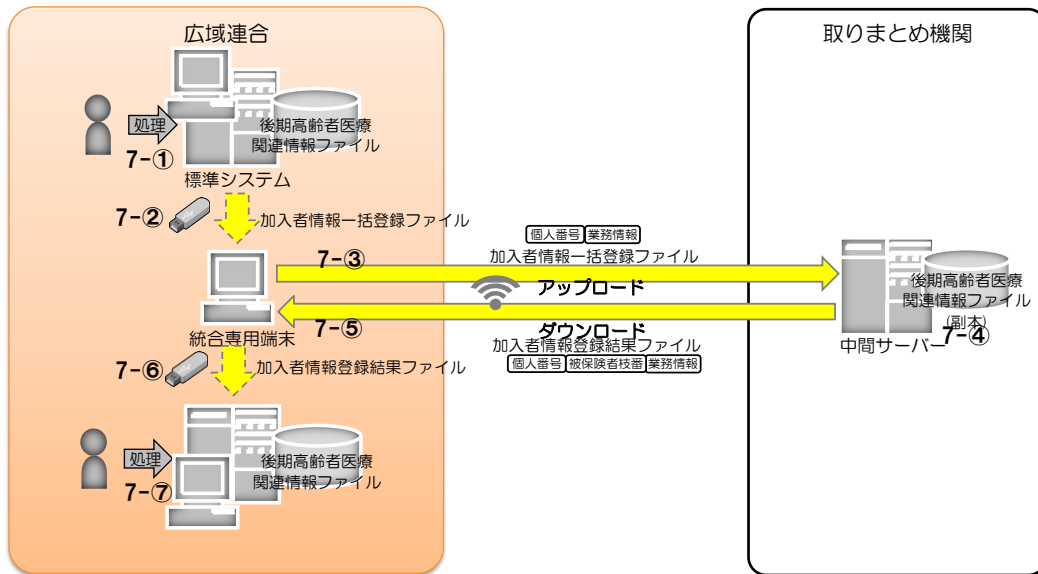 広域連合
取りまとめ機関
処理
7-①
後期高齢者医療
関連情報ファイル
標準システム
7-②
加入者情報一括登録ファイル
7-③
個人番号 業務情報
加入者情報一括登録ファイル
アップロード
後期高齢者医療
関連情報ファイル
(副本)
7-④
中間サーバー
統合専用端末
7-⑤
ダウンロード
加入者情報登録結果ファイル
個人番号 被保険者枝番 業務情報
7-⑥
加入者情報登録結果ファイル
処理
7-⑦
後期高齢者医療
関連情報ファイル